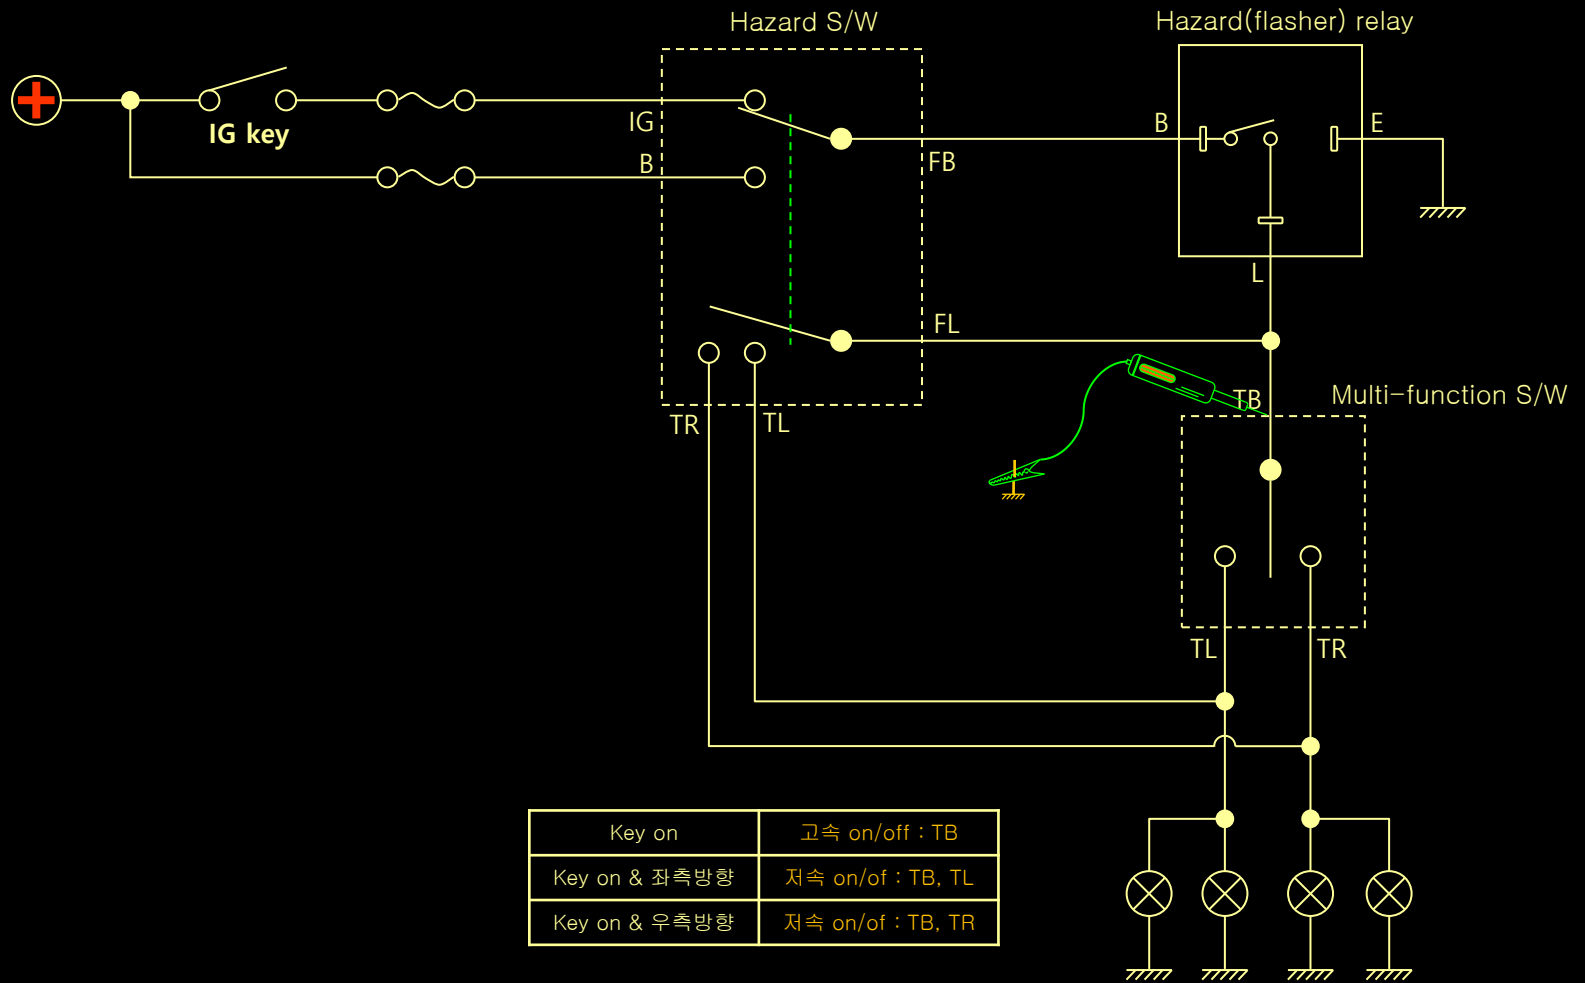 Hazard S/W
Hazard(flasher) relay
IG key
IG
B
FB
B
E
L
FL
TB
Multi-function S/W
TR
TL
TL
TR
Key on
고속 on/off : TB
Key on & 좌측방향
저속 on/of : TB, TL
Key on & 우측방향
저속 on/of : TB, TR